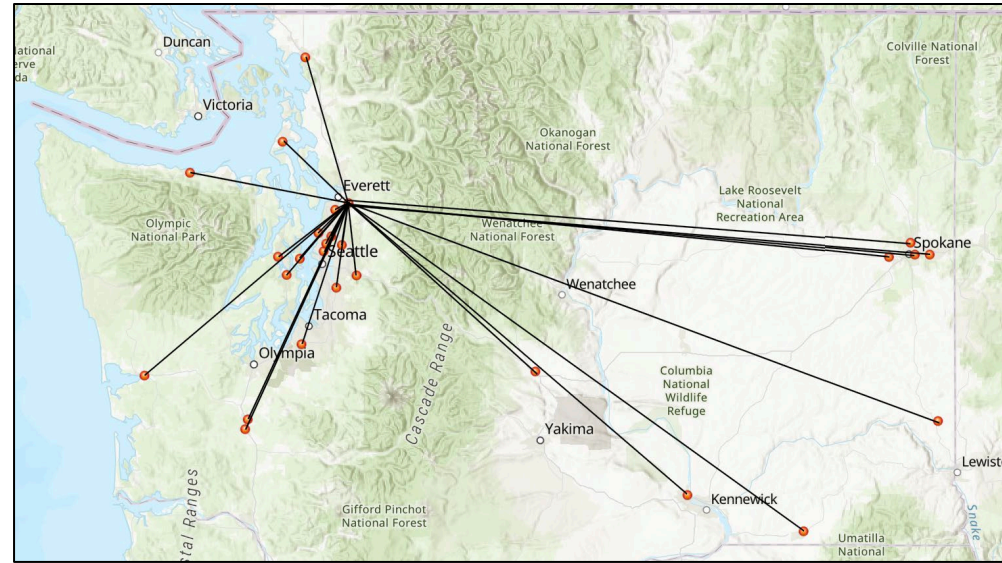 Duncan
Victoria
ational
erve
da
Colville National
Forest
Okanogan
National Forest
Everett
Lake Roosevelt
National
Recreation Area
Olympic
National Park
Wenatchee
National Forest
Spokane
Seattle
Wenatchee
Tacoma
Olympia
Cascade Range
Columbia
National
Wildlife
Refuge
Yakima
Lewist
Kennewick
stal Ranges
Gifford Pinchot
National Forest
Snake
Umatilla
National